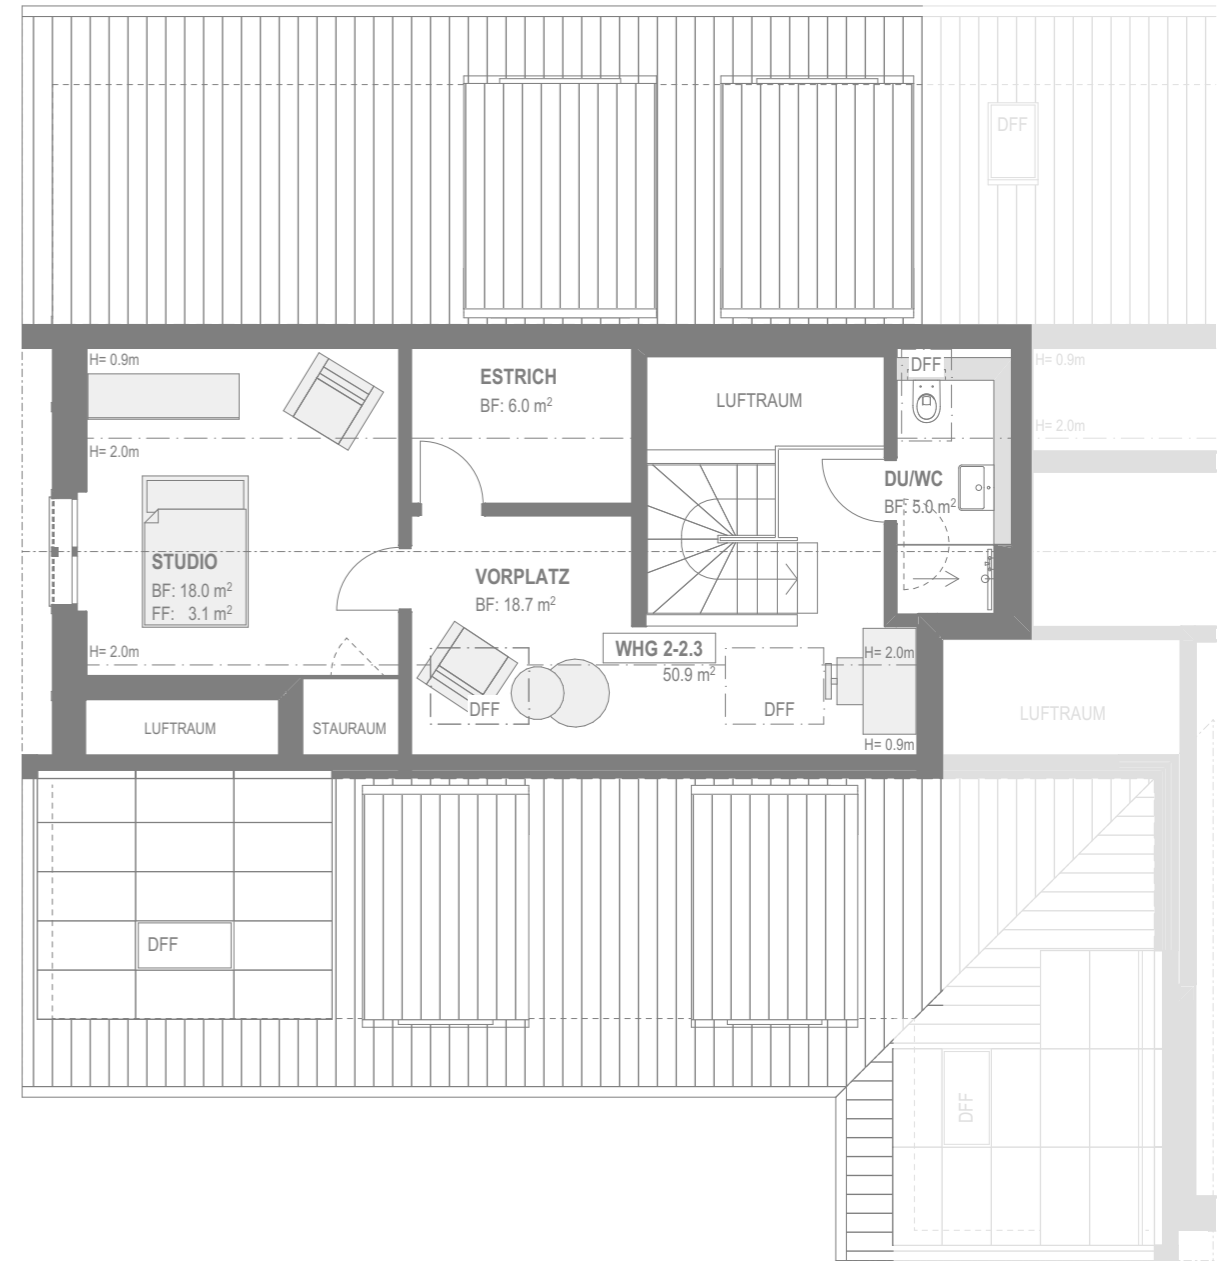 DFF
H= 0.9m
ESTRICH
BF: 6.0 m²
LUFTRAUM
DFF
H= 0.9m
H= 2.0m
H= 2.0m
DU/WC
BF: 5.0 m²
STUDIO
BF: 18.0 m²
FF: 3.1 m²
VORPLATZ
BF: 18.7 m²
H= 2.0m
WHG 2-2.3
50.9 m²
H= 2.0m
DFF
DFF
LUFTRAUM
STAURAUM
H= 0.9m
LUFTRAUM
DFF
DFF